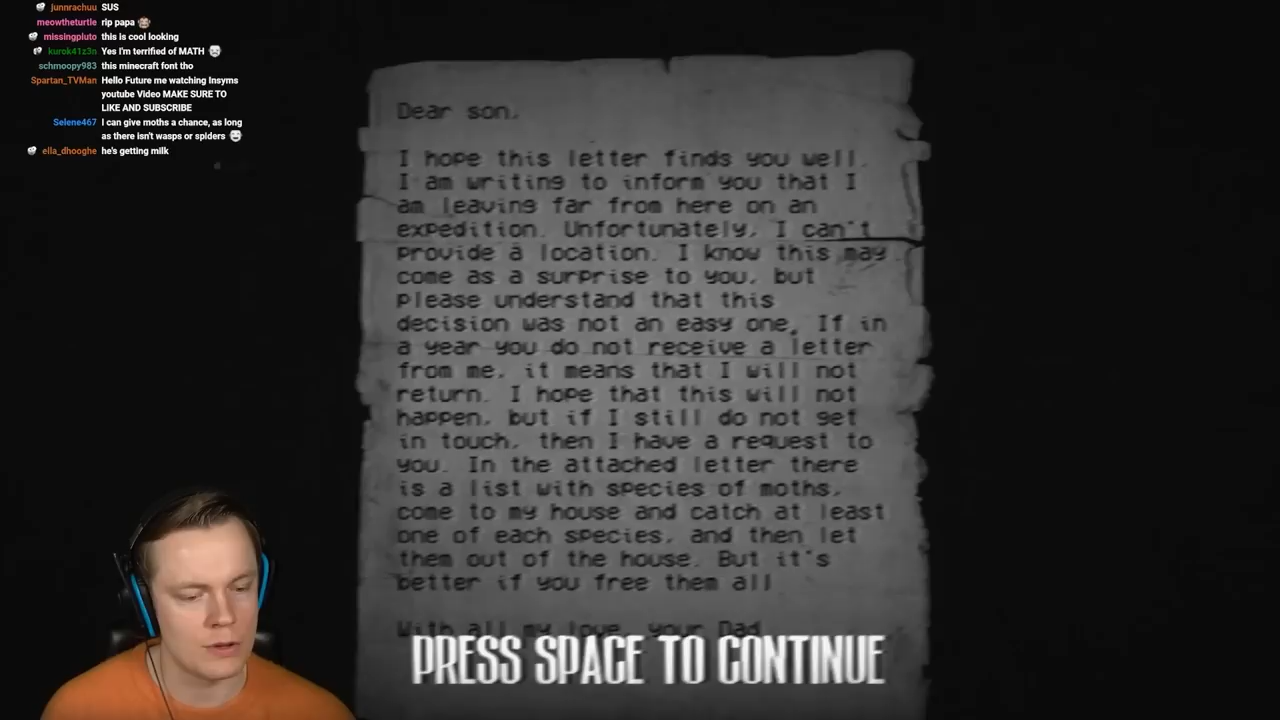 junnrachuu SUS
meowtheturtle rip papa
missingpluto this is cool looking
kurok41z3n Yes I'm terrified of MATH
schmoopy983 this minecraft font tho
Spartan_TVMan Hello Future me watching Insyms
youtube Video MAKE SURE TO
LIKE AND SUBSCRIBE
Selene467 I can give moths a chance, as long
as there isn't wasps or spiders
ella_dhooghe he's getting milk
Dear son,
I hope this letter finds you well.
I am writing to inform you that I
am leaving far from here on an
expedition. Unfortunately, I can't
provide a location. I know this may
come as a surprise to you, but
please understand that this
decision was not an easy one, If in
a year you do not receive a letter
from me, it means that I will not
return. I hope that this will not
happen, but if I still do not get
in touch, then I have a request to
you. In the attached letter there
is a list with species of moths,
come to my house and catch at least
one of each species, and then let
them out of the house. But it's
better if you free them all
With all my love, your Dad
PRESS SPACE TO CONTINUE